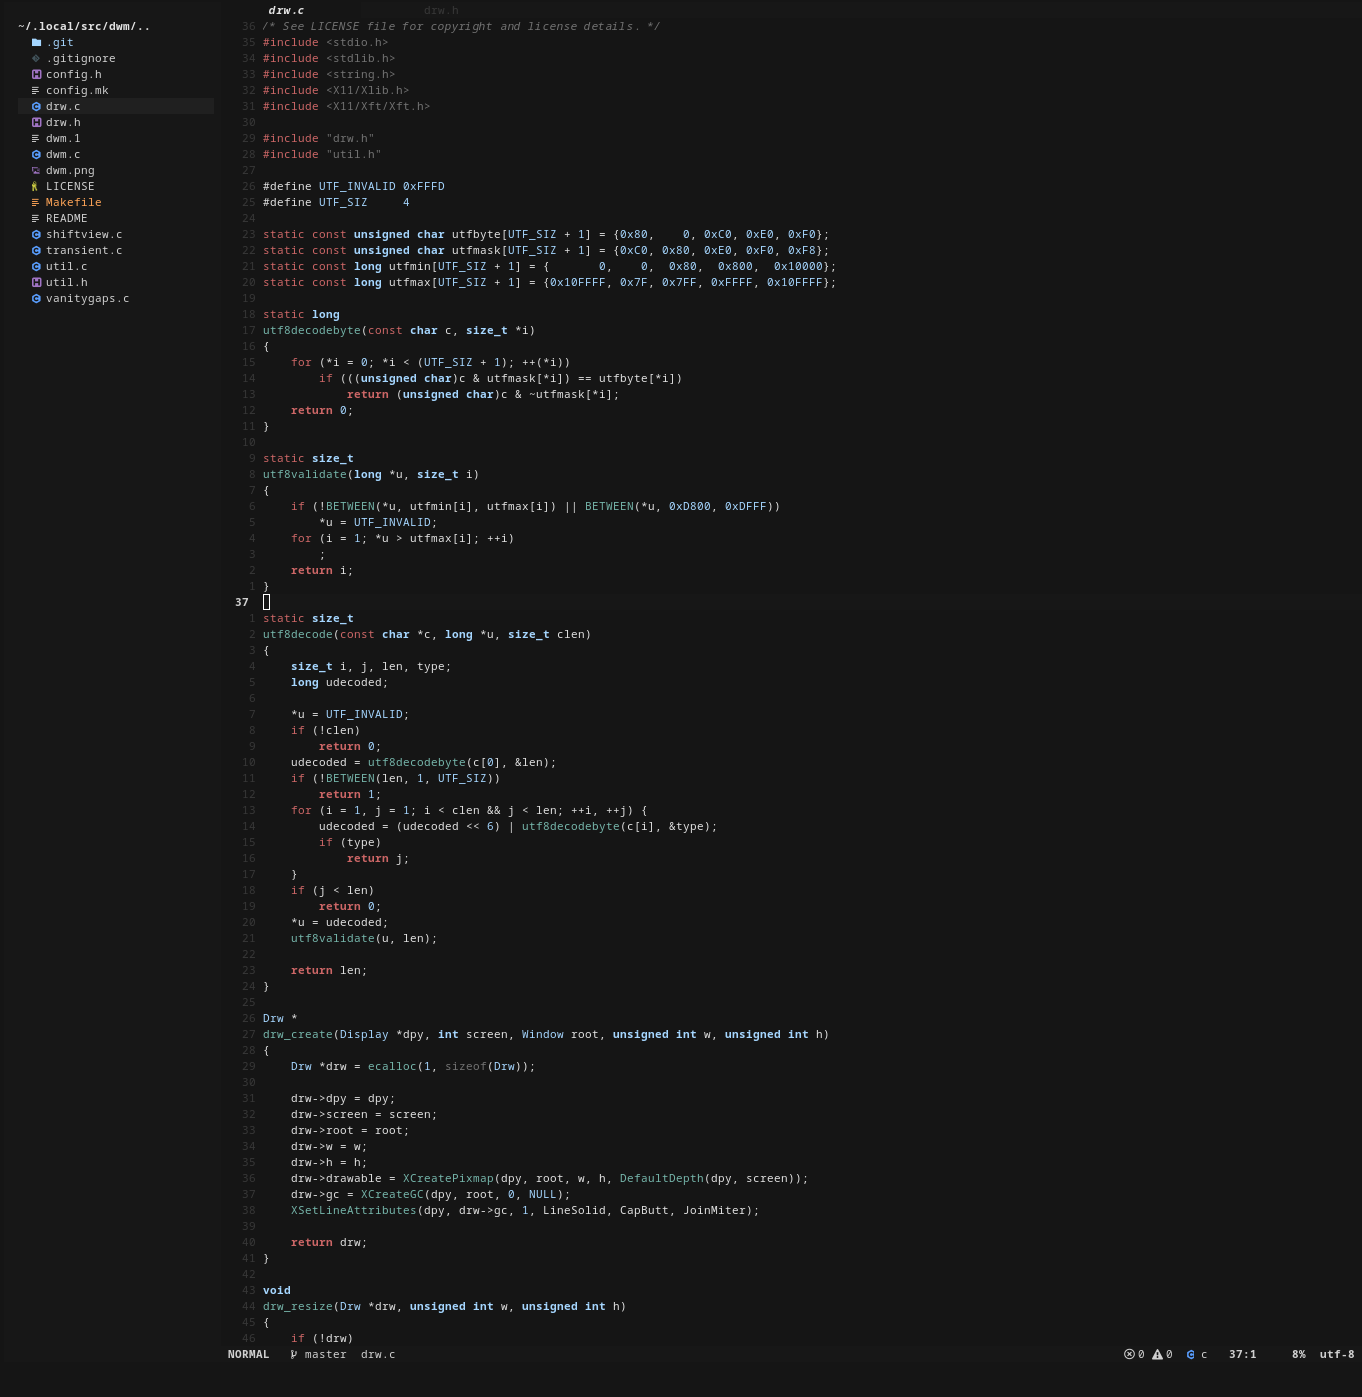 drw.c drw.h
~/.local/src/dwm/..
.git
.gitignore
config.h
config.mk
drw.c
drw.h
dwm.1
dwm.c
dwm.png
LICENSE
Makefile
README
shiftview.c
transient.c
util.c
util.h
vanitygaps.c
36 /* See LICENSE file for copyright and license details. */
35 #include <stdio.h>
34 #include <stdlib.h>
33 #include <string.h>
32 #include <X11/Xlib.h>
31 #include <X11/Xft/Xft.h>
30
29 #include "drw.h"
28 #include "util.h"
27
26 #define UTF_INVALID 0xFFFD
25 #define UTF_SIZ     4
24
23 static const unsigned char utfbyte[UTF_SIZ + 1] = {0x80,    0, 0xC0, 0xE0, 0xF0};
22 static const unsigned char utfmask[UTF_SIZ + 1] = {0xC0, 0x80, 0xE0, 0xF0, 0xF8};
21 static const long utfmin[UTF_SIZ + 1] = {       0,    0,  0x80,  0x800,  0x10000};
20 static const long utfmax[UTF_SIZ + 1] = {0x10FFFF, 0x7F, 0x7FF, 0xFFFF, 0x10FFFF};
19
18 static long
17 utf8decodebyte(const char c, size_t *i)
16 {
15     for (*i = 0; *i < (UTF_SIZ + 1); ++(*i))
14         if (((unsigned char)c & utfmask[*i]) == utfbyte[*i])
13             return (unsigned char)c & ~utfmask[*i];
12     return 0;
11 }
10
9 static size_t
8 utf8validate(long *u, size_t i)
7 {
6     if (!BETWEEN(*u, utfmin[i], utfmax[i]) || BETWEEN(*u, 0xD800, 0xDFFF))
5         *u = UTF_INVALID;
4     for (i = 1; *u > utfmax[i]; ++i)
3         ;
2     return i;
1 }
37
1 static size_t
2 utf8decode(const char *c, long *u, size_t clen)
3 {
4     size_t i, j, len, type;
5     long udecoded;
6
7     *u = UTF_INVALID;
8     if (!clen)
9         return 0;
10     udecoded = utf8decodebyte(c[0], &len);
11     if (!BETWEEN(len, 1, UTF_SIZ))
12         return 1;
13     for (i = 1, j = 1; i < clen && j < len; ++i, ++j) {
14         udecoded = (udecoded << 6) | utf8decodebyte(c[i], &type);
15         if (type)
16             return j;
17     }
18     if (j < len)
19         return 0;
20     *u = udecoded;
21     utf8validate(u, len);
22
23     return len;
24 }
25
26 Drw *
27 drw_create(Display *dpy, int screen, Window root, unsigned int w, unsigned int h)
28 {
29     Drw *drw = ecalloc(1, sizeof(Drw));
30
31     drw->dpy = dpy;
32     drw->screen = screen;
33     drw->root = root;
34     drw->w = w;
35     drw->h = h;
36     drw->drawable = XCreatePixmap(dpy, root, w, h, DefaultDepth(dpy, screen));
37     drw->gc = XCreateGC(dpy, root, 0, NULL);
38     XSetLineAttributes(dpy, drw->gc, 1, LineSolid, CapButt, JoinMiter);
39
40     return drw;
41 }
42
43 void
44 drw_resize(Drw *drw, unsigned int w, unsigned int h)
45 {
46     if (!drw)
NORMAL master drw.c 0 0 c 37:1 8% utf-8